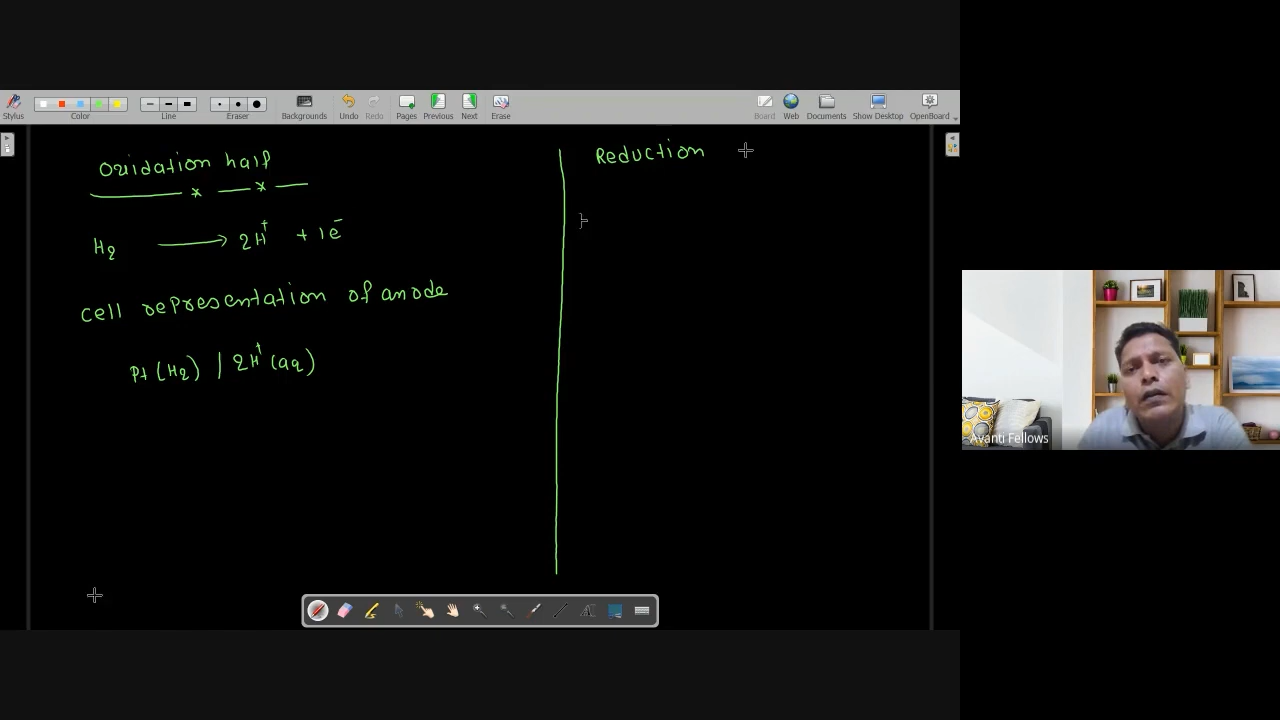 Stylus
Color
Line
Eraser
Backgrounds
Undo
Redo
Pages
Previous
Next
Erase
Board
Web
Documents
Show Desktop
OpenBoard
Oxidation half
H₂ ⟶ 2H⁺ + 1e⁻
cell representation of anode
Pt (H₂) | 2H⁺ (aq)
Reduction
Avanti Fellows